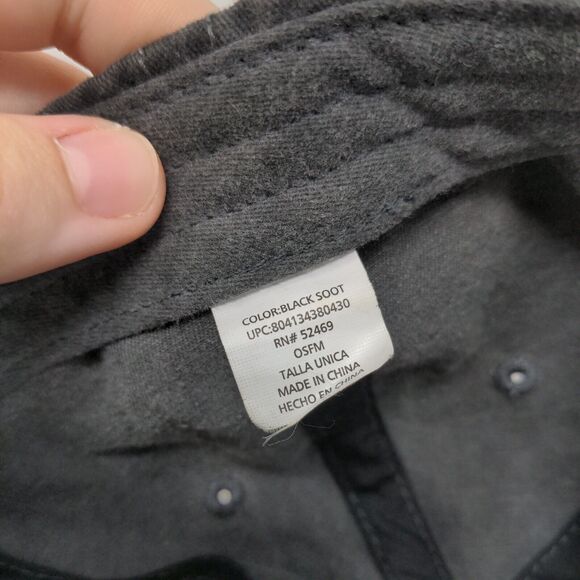 COLOR:BLACK SOOT
UPC:804134380430
RN# 52469
OSFM
TALLA UNICA
MADE IN CHINA
HECHO EN CHINA